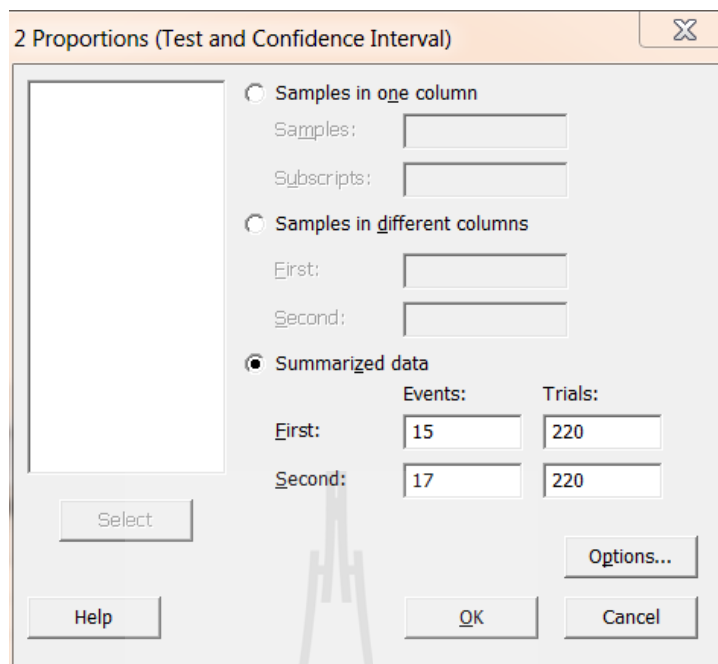 2 Proportions (Test and Confidence Interval)
Samples in one column
Samples:
Subscripts:
Samples in different columns
First:
Second:
Summarized data
Events: Trials:
First: 15 220
Second: 17 220
Select
Options...
Help OK Cancel